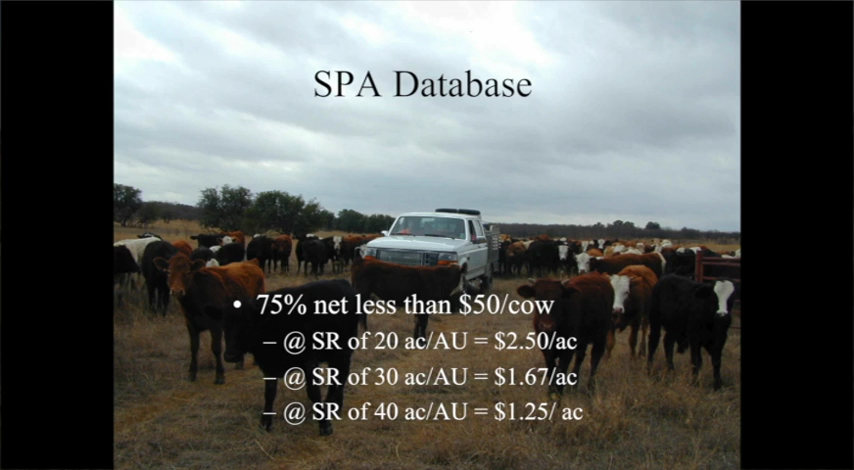 SPA Database
• 75% net less than $50/cow
– @ SR of 20 ac/AU = $2.50/ac
– @ SR of 30 ac/AU = $1.67/ac
– @ SR of 40 ac/AU = $1.25/ ac